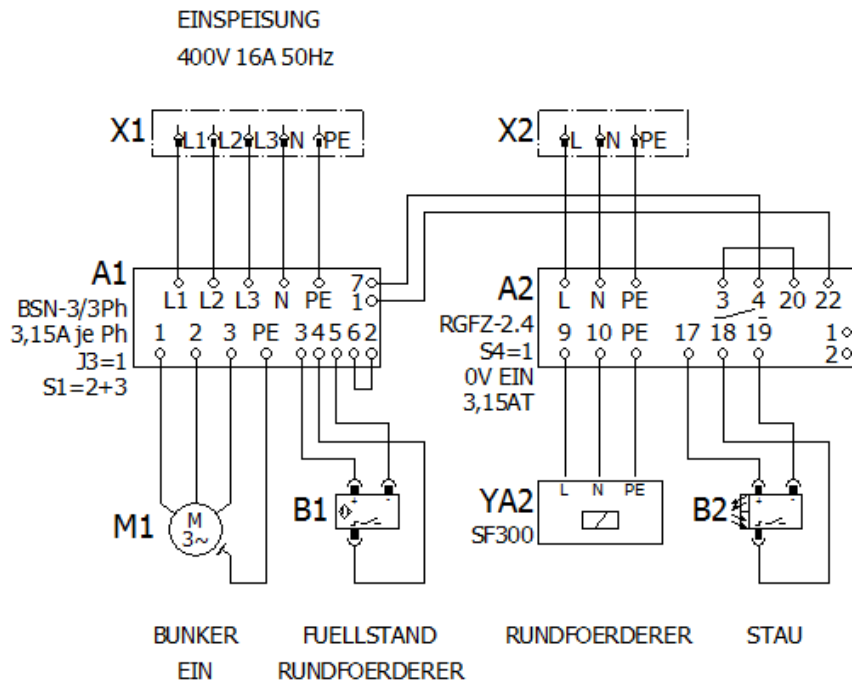 EINSPEISUNG
400V 16A 50Hz
X1 L1 L2 L3 N PE
X2 L N PE
A1
L1 L2 L3 N PE 7
1
BSN-3/3Ph
3,15A je Ph
J3=1
S1=2+3
1 2 3 PE 3 4 5 6 2
A2
L N PE 3 4 20 22
RGFZ-2.4
S4=1
0V EIN
3,15AT
9 10 PE 17 18 19 1
2
M1
M
3~
B1
+ -
YA2
SF300
L N PE
B2
+ -
BUNKER
EIN
FUELLSTAND
RUNDFOERDERER
RUNDFOERDERER
STAU